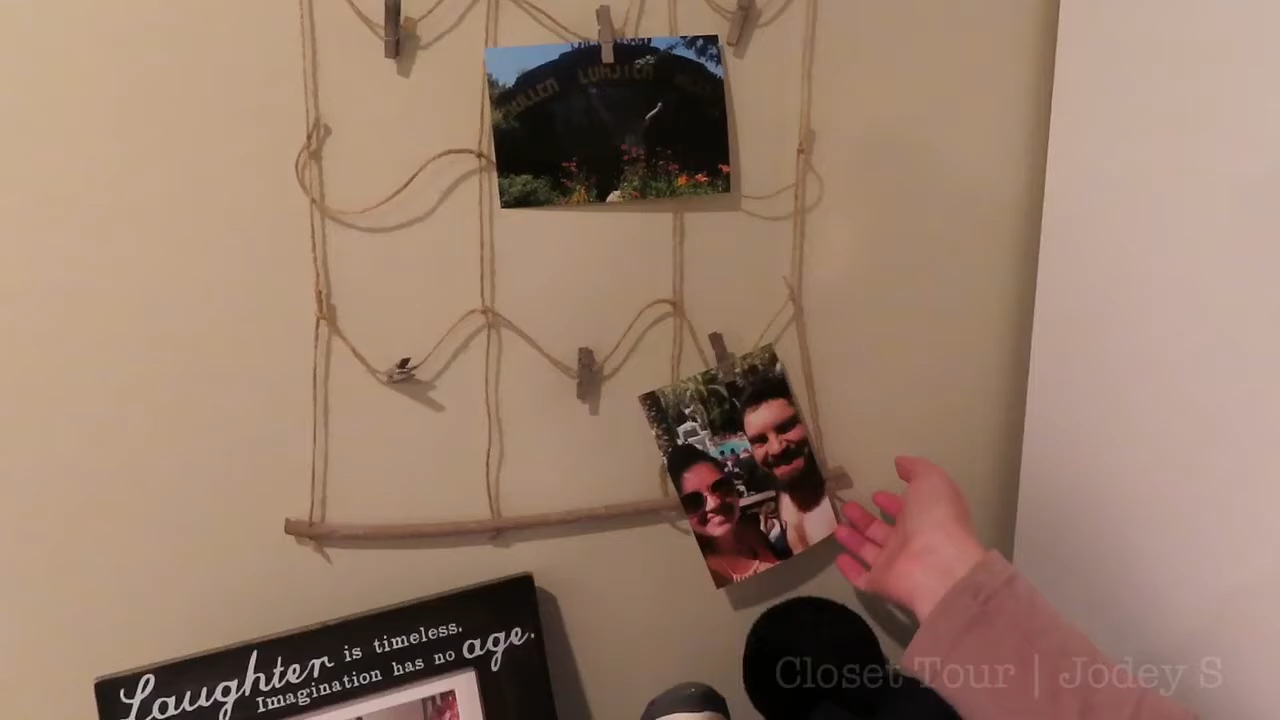 Laughter is timeless.
Imagination has no age.
Closet Tour | Jodey S